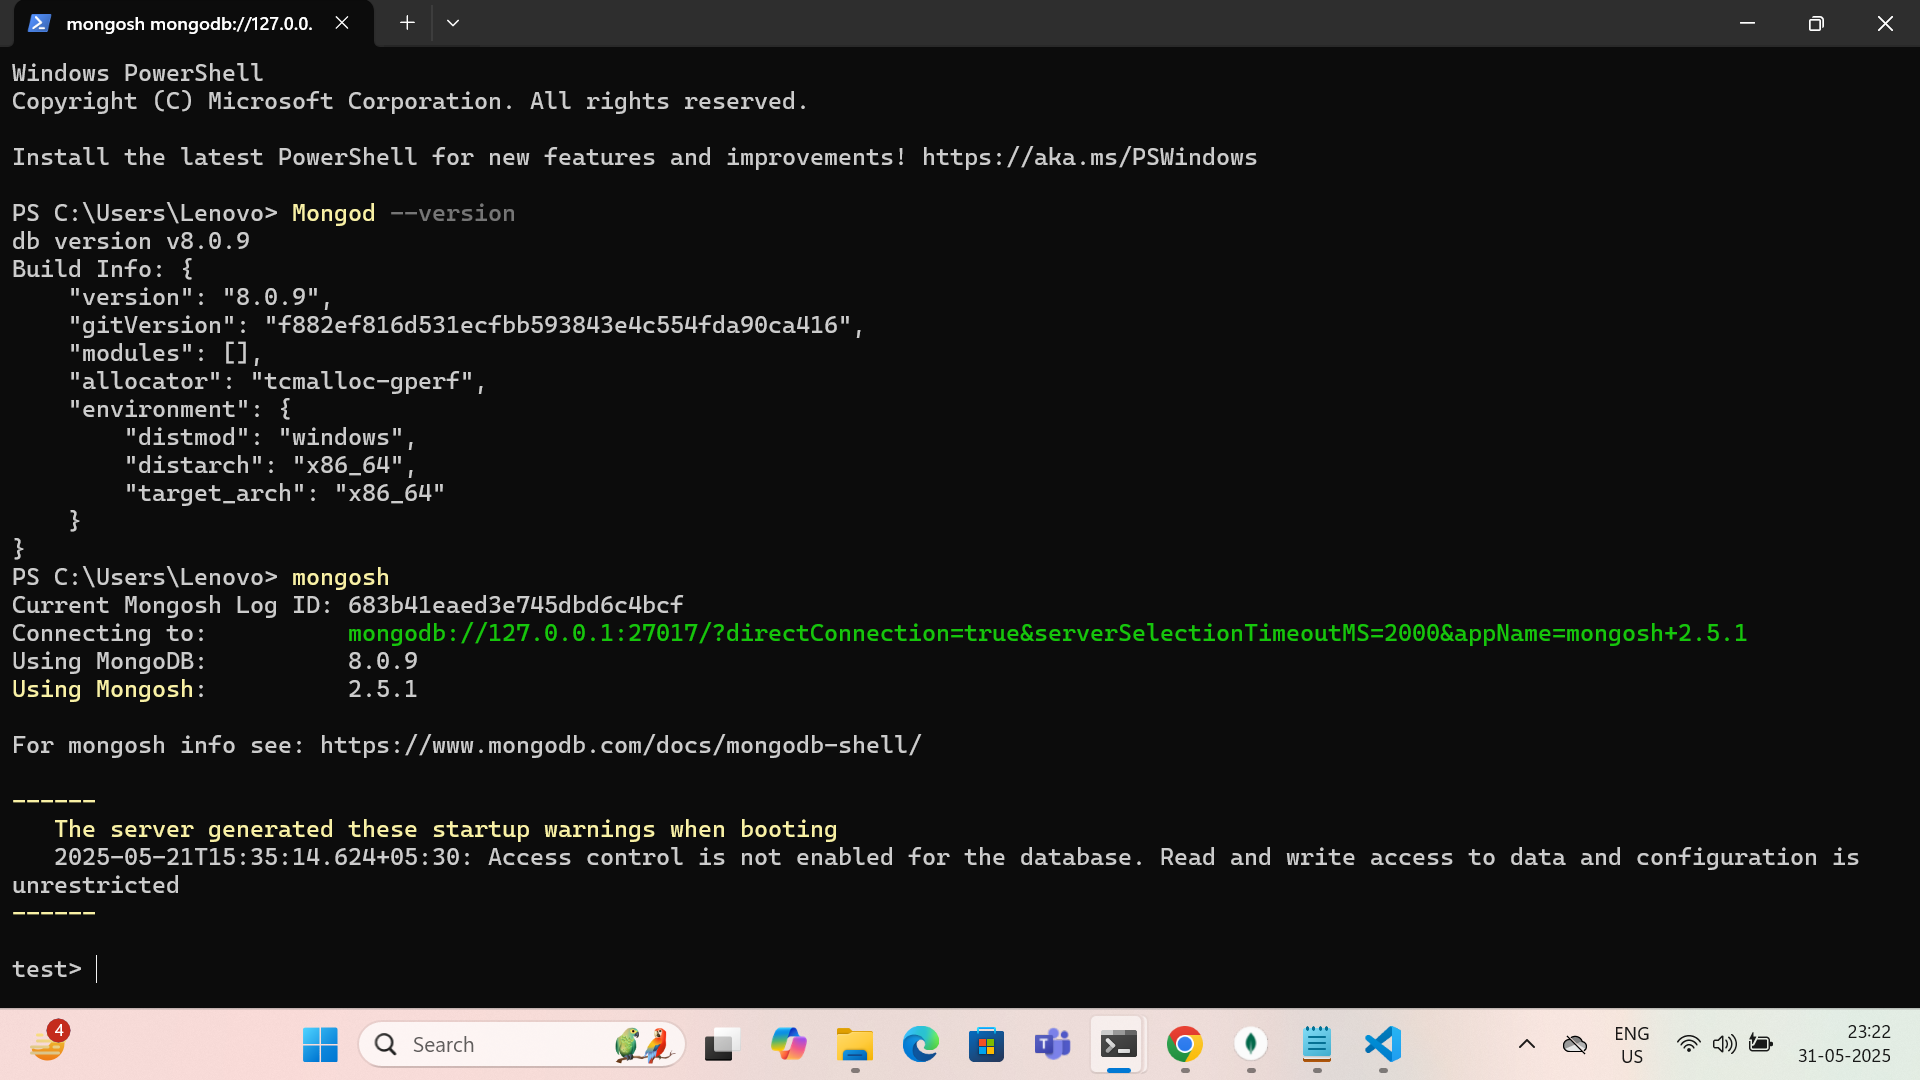 mongosh mongodb://127.0.0.
Windows PowerShell
Copyright (C) Microsoft Corporation. All rights reserved.
Install the latest PowerShell for new features and improvements! https://aka.ms/PSWindows
PS C:\Users\Lenovo> Mongod --version
db version v8.0.9
Build Info: {
    "version": "8.0.9",
    "gitVersion": "f882ef816d531ecfbb593843e4c554fda90ca416",
    "modules": [],
    "allocator": "tcmalloc-gperf",
    "environment": {
        "distmod": "windows",
        "distarch": "x86_64",
        "target_arch": "x86_64"
    }
}
PS C:\Users\Lenovo> mongosh
Current Mongosh Log ID: 683b41eaed3e745dbd6c4bcf
Connecting to:          mongodb://127.0.0.1:27017/?directConnection=true&serverSelectionTimeoutMS=2000&appName=mongosh+2.5.1
Using MongoDB:          8.0.9
Using Mongosh:          2.5.1
For mongosh info see: https://www.mongodb.com/docs/mongodb-shell/
------
   The server generated these startup warnings when booting
   2025-05-21T15:35:14.624+05:30: Access control is not enabled for the database. Read and write access to data and configuration is
unrestricted
------
test>
4
Search
ENG
US
23:22
31-05-2025